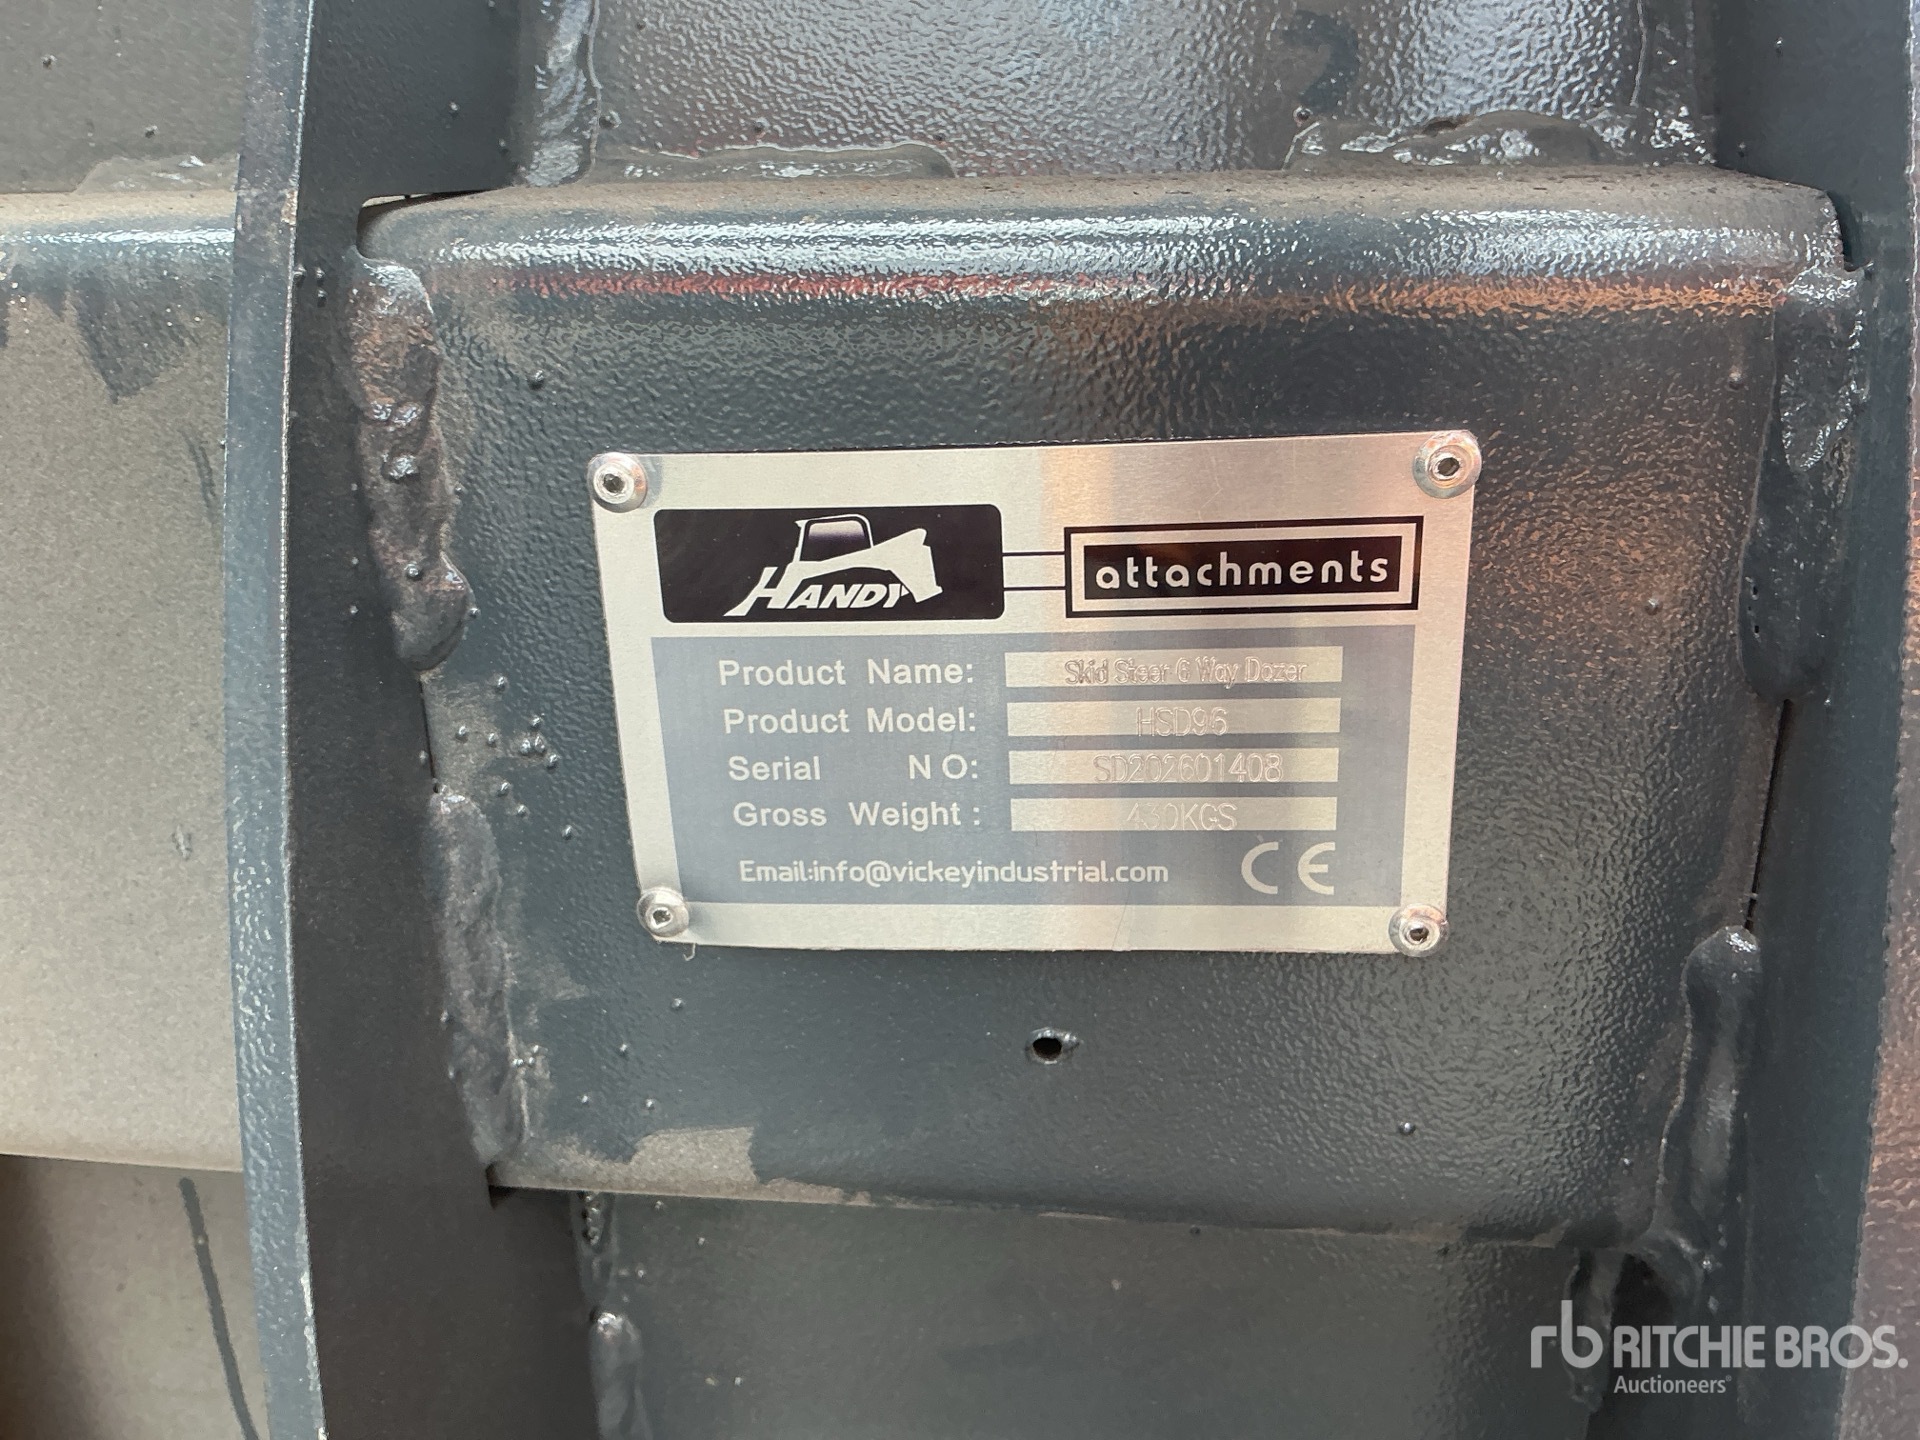 HANDY
attachments
Product Name: Skid Steer 6 Way Dozer
Product Model: HSD96
Serial NO: SD202601408
Gross Weight: 430KGS
Email:info@vickeyindustrial.com CE
rb RITCHIE BROS.
Auctioneers